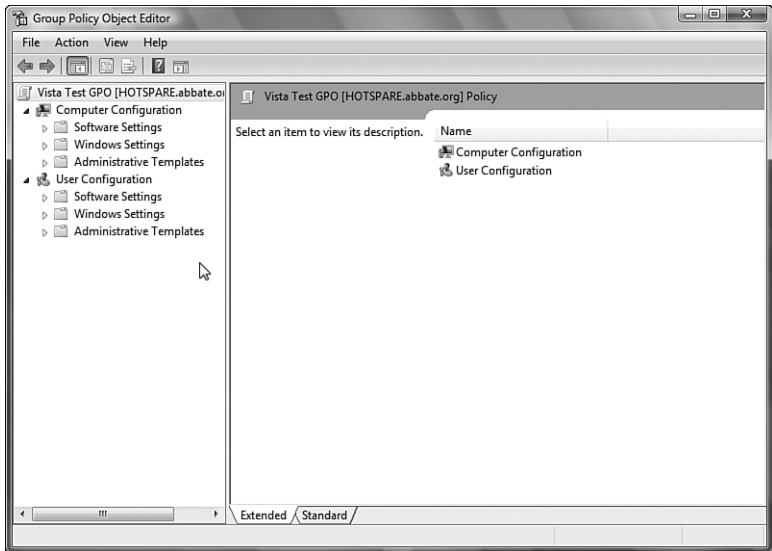 Group Policy Object Editor
File Action View Help
Vista Test GPO [HOTSPARE.abbate.or
Computer Configuration
Software Settings
Windows Settings
Administrative Templates
User Configuration
Software Settings
Windows Settings
Administrative Templates
Vista Test GPO [HOTSPARE.abbate.org] Policy
Select an item to view its description.
Name
Computer Configuration
User Configuration
Extended Standard